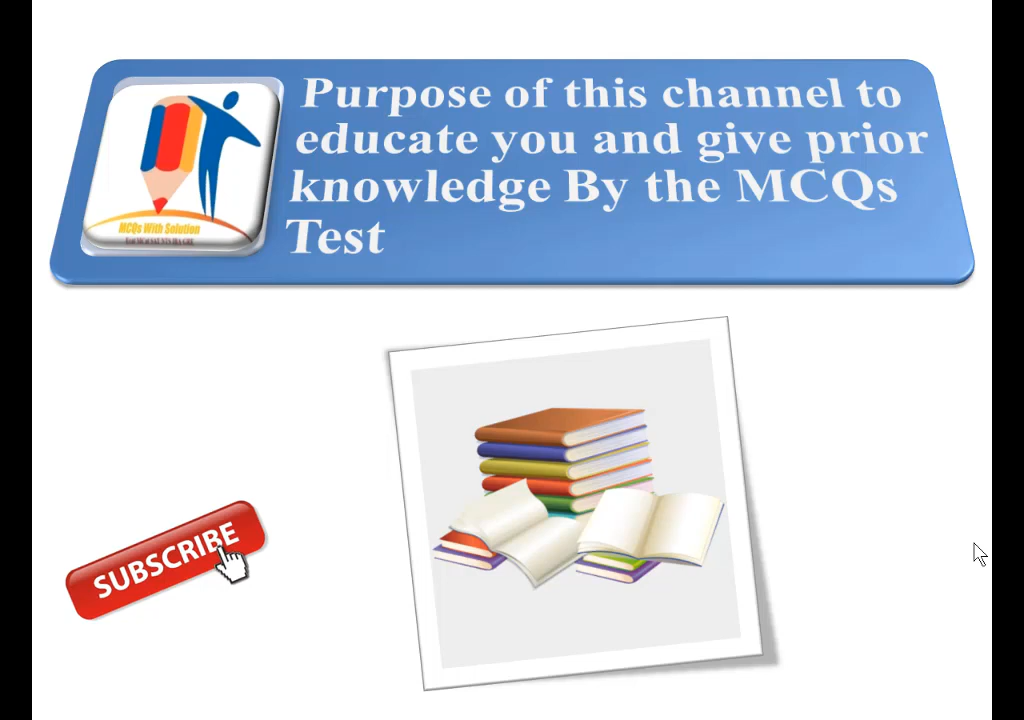 Purpose of this channel to
educate you and give prior
knowledge By the MCQs
Test
MCQs With Solution
SUBSCRIBE